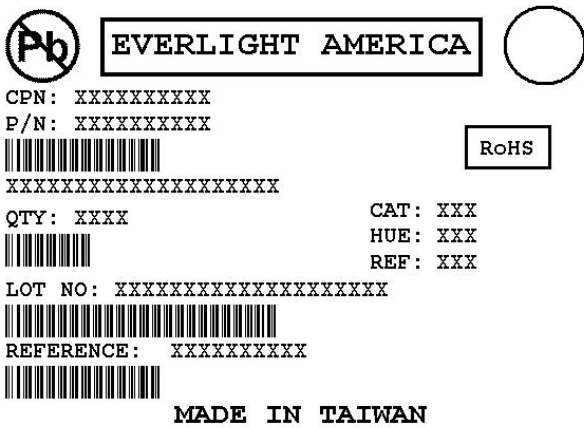 Pb
EVERLIGHT AMERICA
CPN: XXXXXXXXXX
P/N: XXXXXXXXXX
RoHS
XXXXXXXXXXXXXXXXXXXX
QTY: XXXX
CAT: XXX
HUE: XXX
REF: XXX
LOT NO: XXXXXXXXXXXXXXXXXXXX
REFERENCE: XXXXXXXXXX
MADE IN TAIWAN